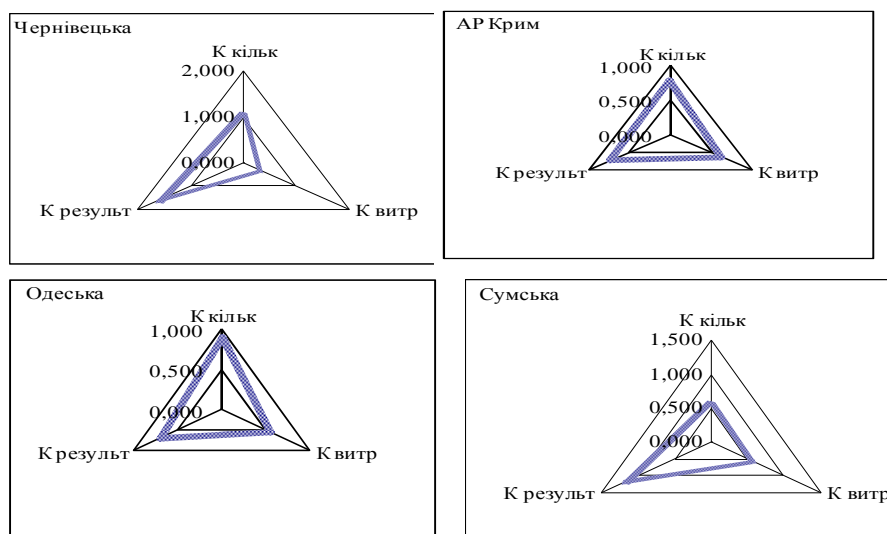 Чернівецька
К кільк
2,000
1,000
0,000
К результ
К витр
АР Крим
К кільк
1,000
0,500
0,000
К результ
К витр
Одеська
К кільк
1,000
0,500
0,000
К результ
К витр
Сумська
К кільк
1,500
1,000
0,500
0,000
К результ
К витр